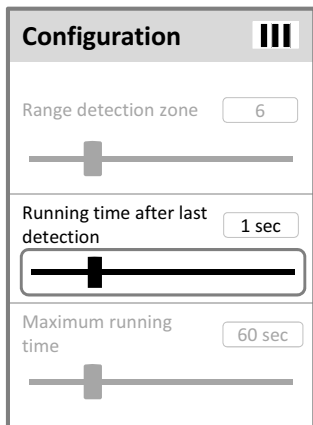 Configuration
Range detection zone
6
Running time after last
detection
1 sec
Maximum running
time
60 sec